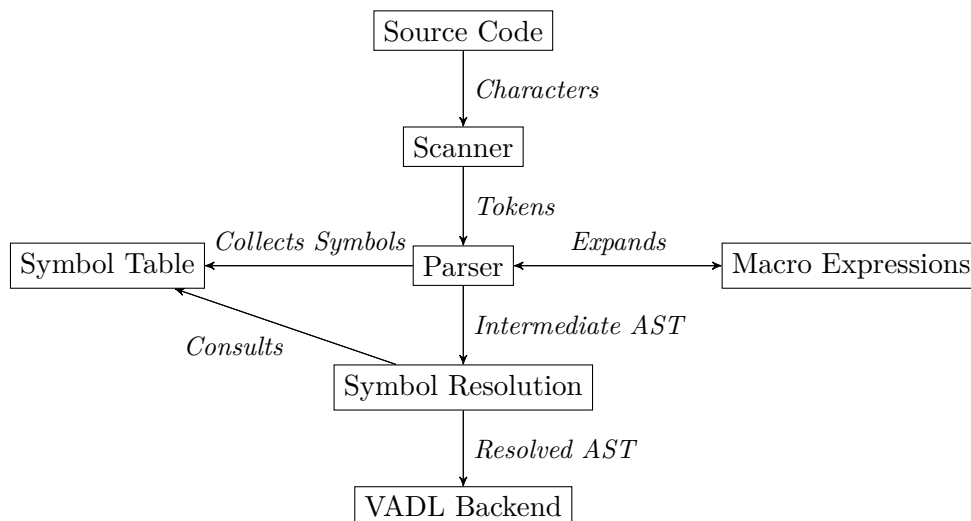 Source Code
Characters
Scanner
Tokens
Collects Symbols
Expands
Symbol Table
Parser
Macro Expressions
Intermediate AST
Consults
Symbol Resolution
Resolved AST
VADL Backend